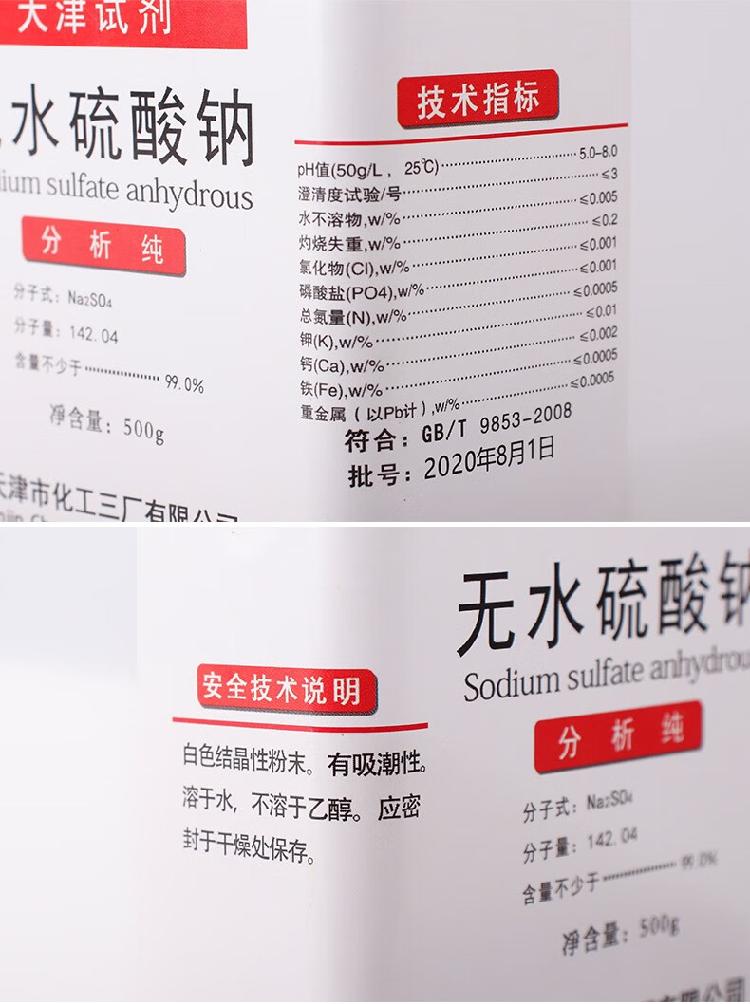 天津试剂
水硫酸钠
ium sulfate anhydrous
分析纯
分子式：Na₂SO₄
分子量：142.04
含量不少于 99.0%
净含量：500g
天津市化工三厂有限公司
技术指标
pH值(50g/L，25℃) 5.0-8.0
澄清度试验/号 ≤3
水不溶物,w/% ≤0.005
灼烧失重,w/% ≤0.2
氯化物(Cl),w/% ≤0.001
磷酸盐(PO4),w/% ≤0.001
总氮量(N),w/% ≤0.0005
钾(K),w/% ≤0.01
钙(Ca),w/% ≤0.002
铁(Fe),w/% ≤0.0005
重金属（以Pb计）,w/% ≤0.0005
符合：GB/T 9853-2008
批号：2020年8月1日
安全技术说明
白色结晶性粉末。有吸潮性。
溶于水，不溶于乙醇。应密
封于干燥处保存。
无水硫酸钠
Sodium sulfate anhydrou
分析纯
分子式：Na₂SO₄
分子量：142.04
含量不少于 99.0%
净含量：500g